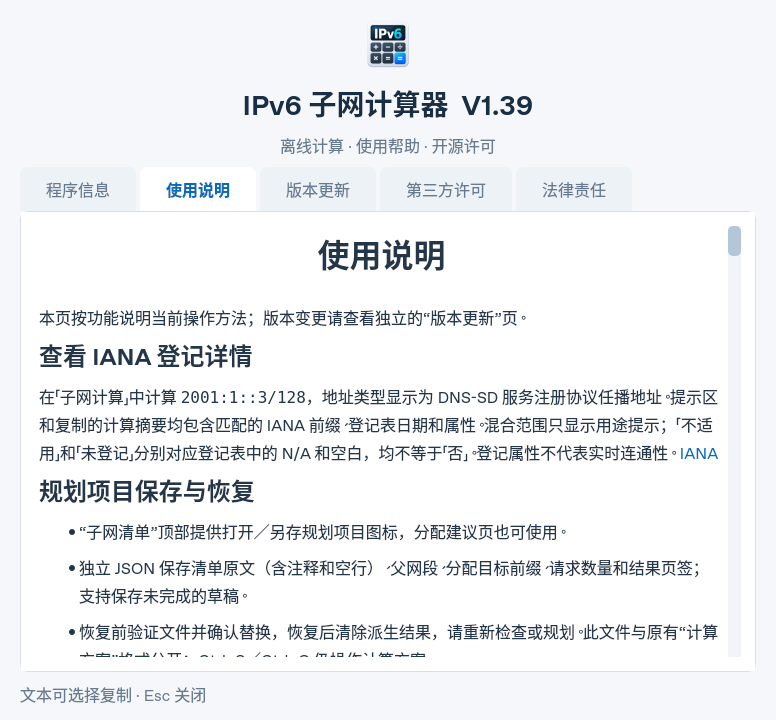 IPv6
IPv6 子网计算器 V1.39
离线计算 · 使用帮助 · 开源许可
程序信息
使用说明
版本更新
第三方许可
法律责任
使用说明
本页按功能说明当前操作方法；版本变更请查看独立的“版本更新”页。
查看 IANA 登记详情
在「子网计算」中计算 2001:1::3/128，地址类型显示为 DNS-SD 服务注册协议任播地址。提示区
和复制的计算摘要均包含匹配的 IANA 前缀、登记表日期和属性。混合范围只显示用途提示；「不适
用」和「未登记」分别对应登记表中的 N/A 和空白，均不等于「否」。登记属性不代表实时连通性。IANA
规划项目保存与恢复
• “子网清单”顶部提供打开／另存规划项目图标，分配建议页也可使用。
• 独立 JSON 保存清单原文（含注释和空行）、父网段、分配目标前缀、请求数量和结果页签；
支持保存未完成的草稿。
• 恢复前验证文件并确认替换，恢复后清除派生结果，请重新检查或规划。此文件与原有“计算
文本可选择复制 · Esc 关闭